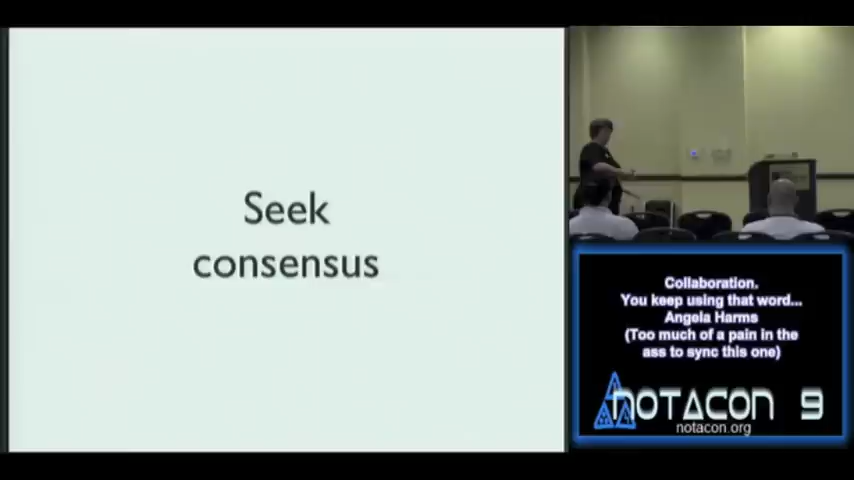 Seek
consensus
Collaboration.
You keep using that word...
Angela Harms
(Too much of a pain in the
ass to sync this one)
NOTACON 9
notacon.org